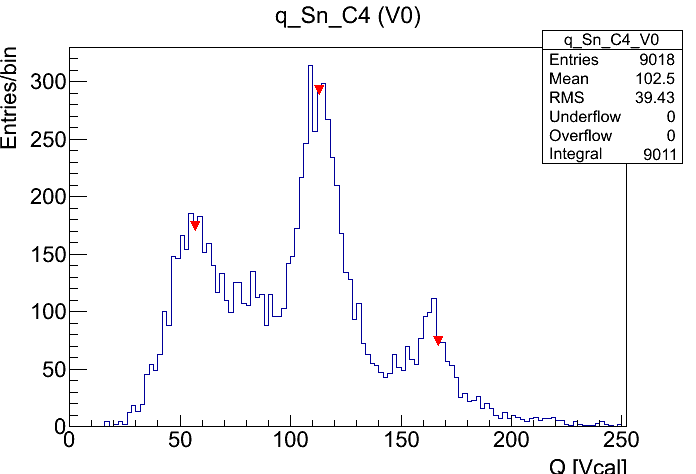 q_Sn_C4 (V0)
q_Sn_C4_V0
Entries 9018
Mean 102.5
RMS 39.43
Underflow 0
Overflow 0
Integral 9011
Entries/bin
300
250
200
150
100
50
0
0 50 100 150 200 250
Q [Vcal]